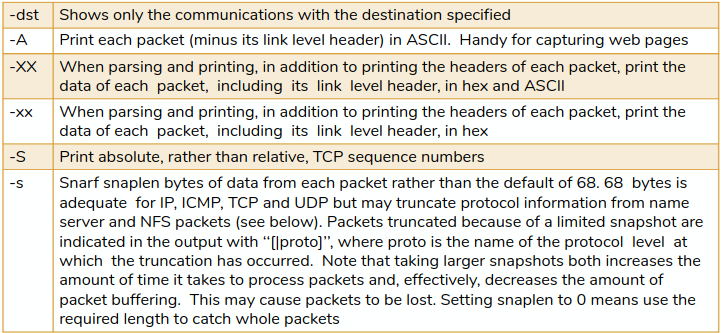 -dst Shows only the communications with the destination specified
-A Print each packet (minus its link level header) in ASCII. Handy for capturing web pages
-XX When parsing and printing, in addition to printing the headers of each packet, print the
data of each packet, including its link level header, in hex and ASCII
-xx When parsing and printing, in addition to printing the headers of each packet, print the
data of each packet, including its link level header, in hex
-S Print absolute, rather than relative, TCP sequence numbers
-s Snarf snaplen bytes of data from each packet rather than the default of 68. 68 bytes is
adequate for IP, ICMP, TCP and UDP but may truncate protocol information from name
server and NFS packets (see below). Packets truncated because of a limited snapshot are
indicated in the output with “[|proto]”, where proto is the name of the protocol level at
which the truncation has occurred. Note that taking larger snapshots both increases the
amount of time it takes to process packets and, effectively, decreases the amount of
packet buffering. This may cause packets to be lost. Setting snaplen to 0 means use the
required length to catch whole packets